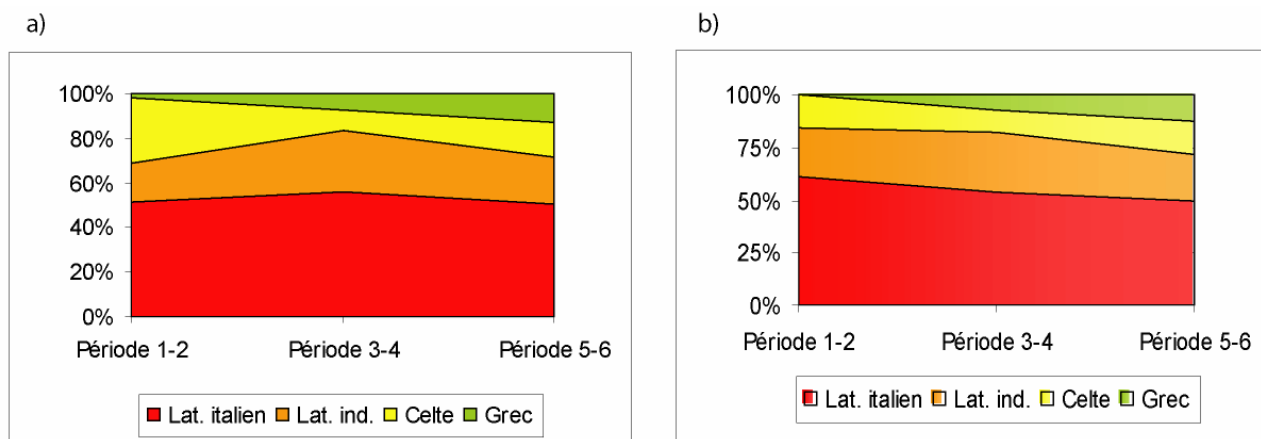 a)
100%
80%
60%
40%
20%
0%
Période 1-2 Période 3-4 Période 5-6
Lat. italien Lat. ind. Celte Grec
b)
100%
75%
50%
25%
0%
Période 1-2 Période 3-4 Période 5-6
Lat. italien Lat. ind. Celte Grec